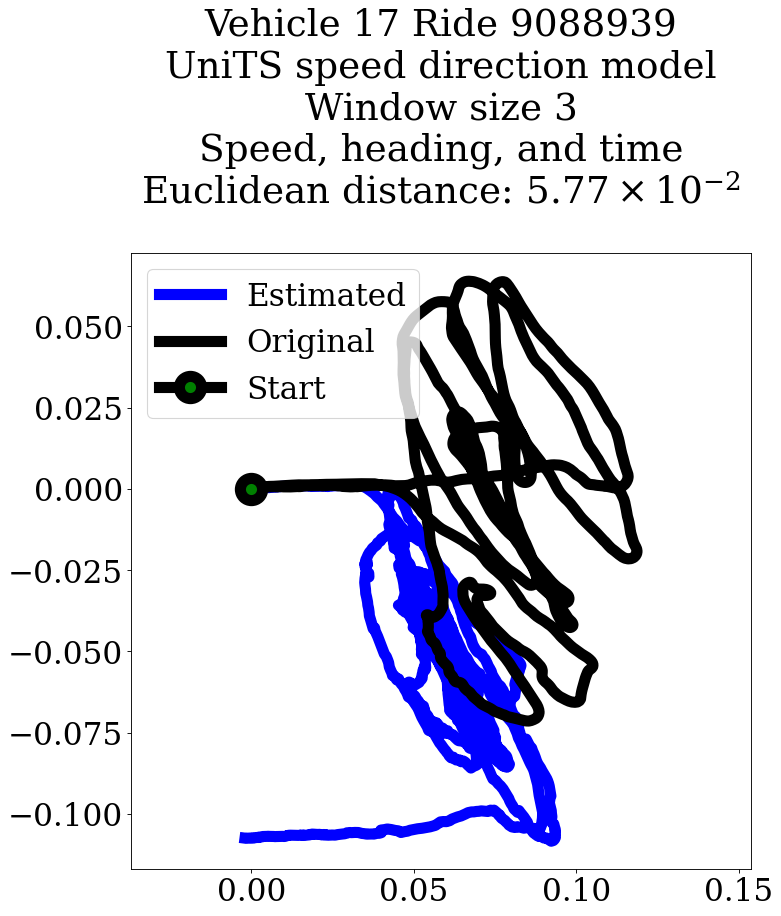 Vehicle 17 Ride 9088939
UniTS speed direction model
Window size 3
Speed, heading, and time
Euclidean distance: 5.77 × 10⁻²
Estimated
Original
Start
0.050
0.025
0.000
−0.025
−0.050
−0.075
−0.100
0.00 0.05 0.10 0.15